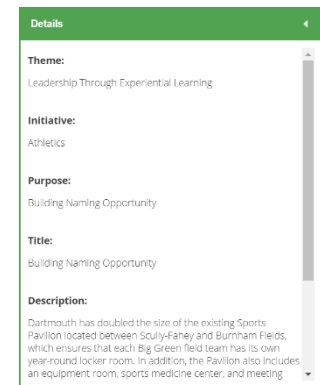 Details
Theme:
Leadership Through Experiential Learning
Initiative:
Athletics
Purpose:
Building Naming Opportunity
Title:
Building Naming Opportunity
Description:
Dartmouth has doubled the size of the existing Sports
Pavilion located between Scully-Fahey and Burnham Fields,
which ensures that each Big Green field team has its own
year-round locker room. In addition, the Pavilion also includes
an equipment room, sports medicine center, and meeting